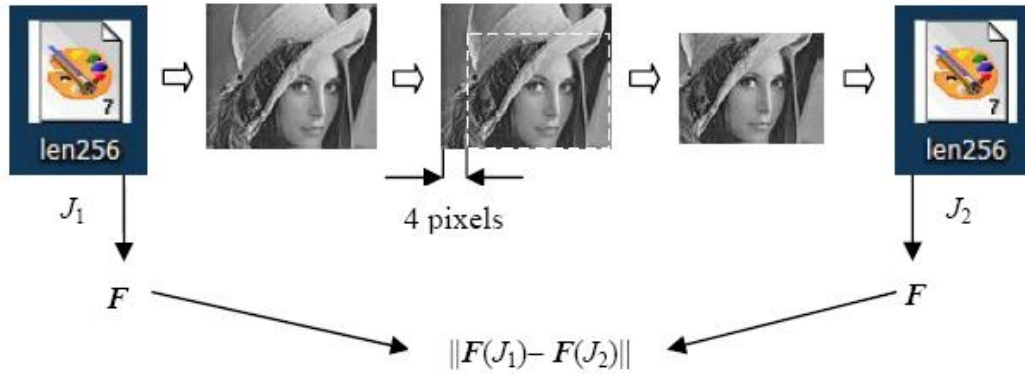 7
len256
7
len256
4 pixels
J₁
J₂
F
F
||F(J₁)– F(J₂)||